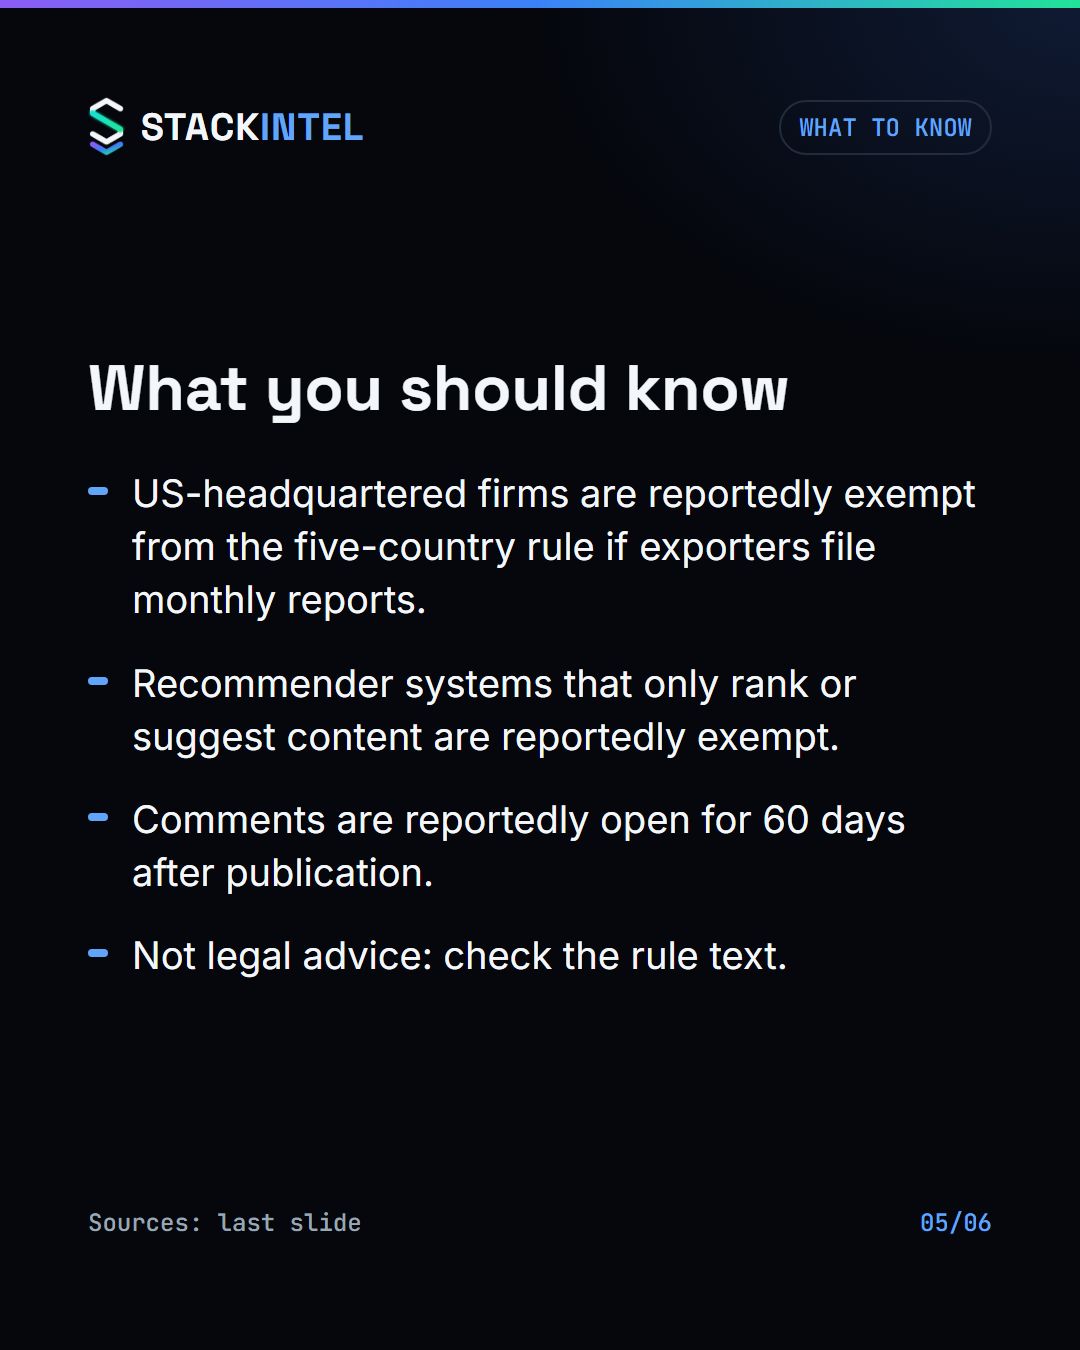 STACKINTEL
WHAT TO KNOW
What you should know
US-headquartered firms are reportedly exempt
from the five-country rule if exporters file
monthly reports.
Recommender systems that only rank or
suggest content are reportedly exempt.
Comments are reportedly open for 60 days
after publication.
Not legal advice: check the rule text.
Sources: last slide
05/06